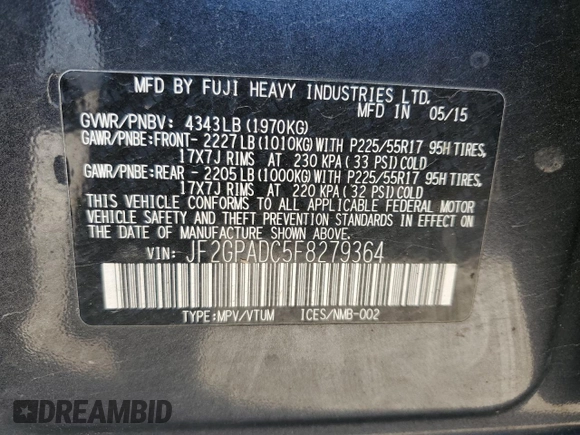 MFD BY FUJI HEAVY INDUSTRIES LTD.
MFD IN 05/15
GVWR/PNBV: 4343LB (1970KG)
GAWR/PNBE:FRONT- 2227LB (1010KG) WITH P225/55R17 95H TIRES,
17X7J RIMS AT 230 KPA (33 PSI) COLD
GAWR/PNBE:REAR - 2205LB (1000KG) WITH P225/55R17 95H TIRES,
17X7J RIMS AT 220 KPA (32 PSI) COLD
THIS VEHICLE CONFORMS TO ALL APPLICABLE FEDERAL MOTOR
VEHICLE SAFETY AND THEFT PREVENTION STANDARDS IN EFFECT ON
THE DATE OF MANUFACTURE SHOWN ABOVE.
VIN: JF2GPADC5F8279364
TYPE:MPV/VTUM ICES/NMB-002
DREAMBID